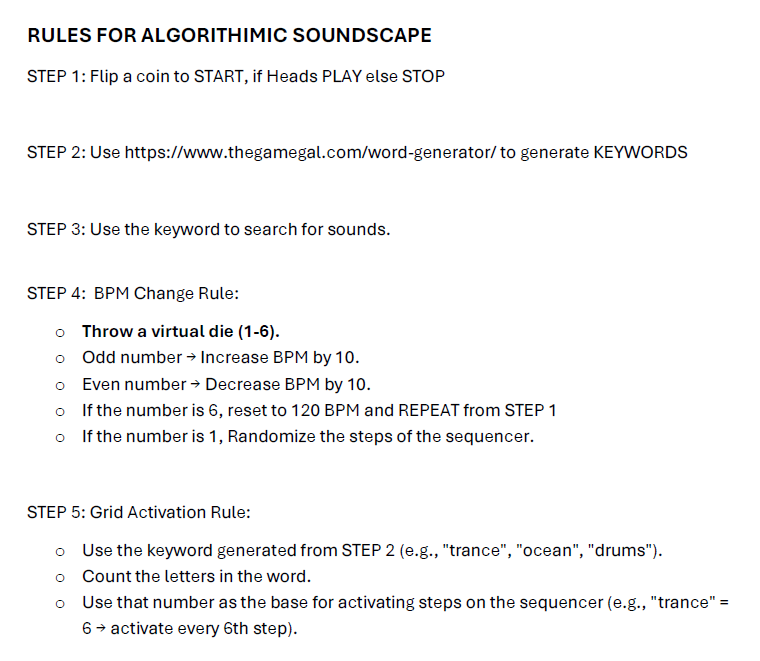 RULES FOR ALGORITHIMIC SOUNDSCAPE
STEP 1: Flip a coin to START, if Heads PLAY else STOP
STEP 2: Use https://www.thegamegal.com/word-generator/ to generate KEYWORDS
STEP 3: Use the keyword to search for sounds.
STEP 4:  BPM Change Rule:
o Throw a virtual die (1-6).
o Odd number → Increase BPM by 10.
o Even number → Decrease BPM by 10.
o If the number is 6, reset to 120 BPM and REPEAT from STEP 1
o If the number is 1, Randomize the steps of the sequencer.
STEP 5: Grid Activation Rule:
o Use the keyword generated from STEP 2 (e.g., "trance", "ocean", "drums").
o Count the letters in the word.
o Use that number as the base for activating steps on the sequencer (e.g., "trance" =
6 → activate every 6th step).